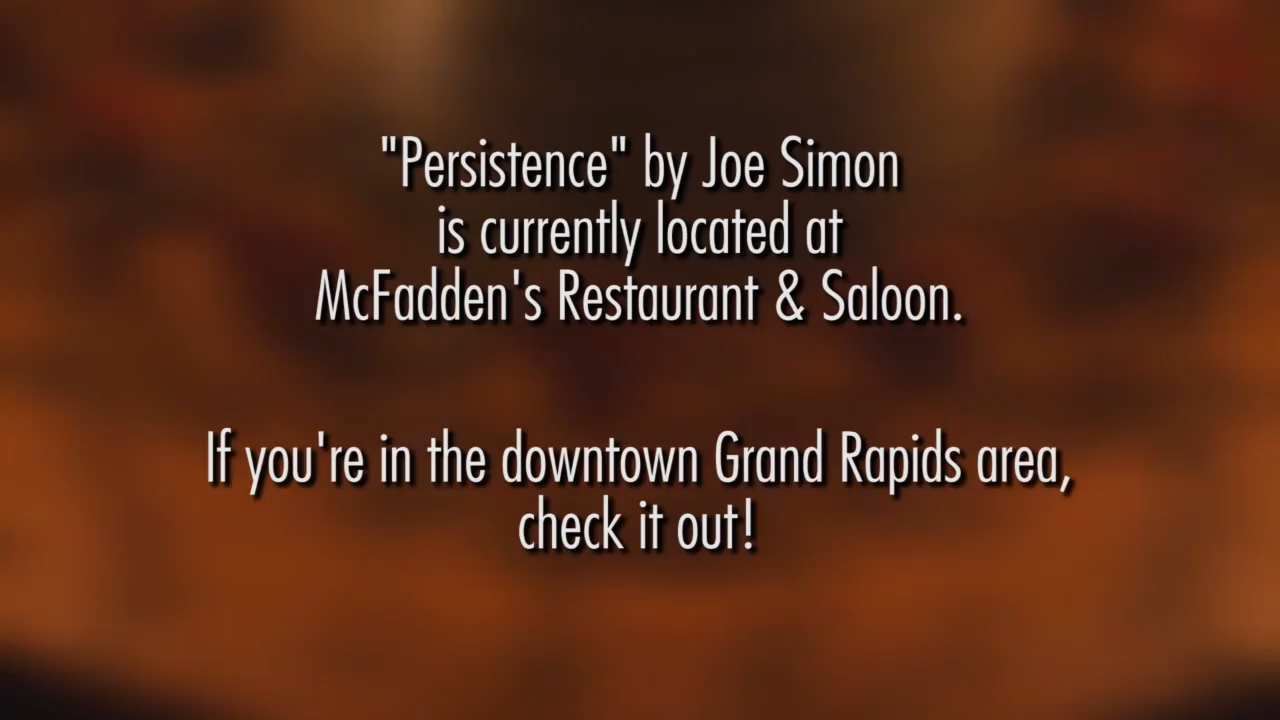 "Persistence" by Joe Simon
is currently located at
McFadden's Restaurant & Saloon.
If you're in the downtown Grand Rapids area,
check it out!